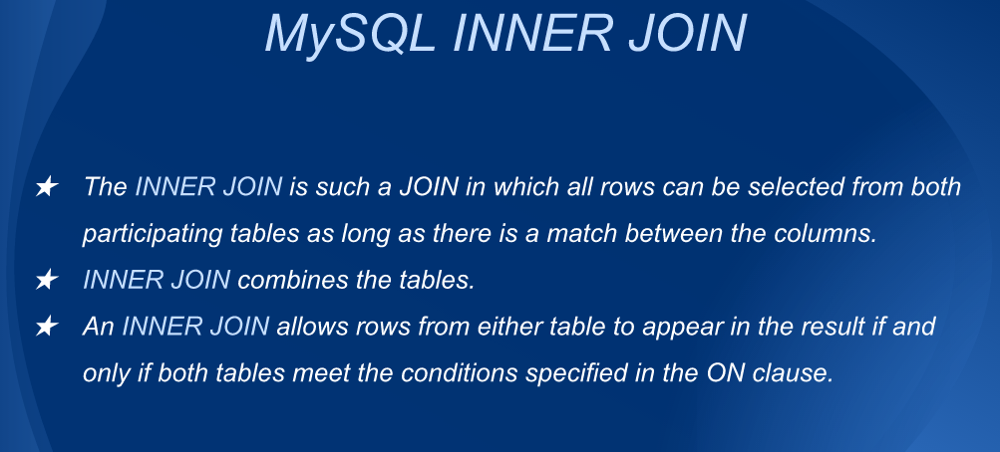 MySQL INNER JOIN
★ The INNER JOIN is such a JOIN in which all rows can be selected from both
participating tables as long as there is a match between the columns.
★ INNER JOIN combines the tables.
★ An INNER JOIN allows rows from either table to appear in the result if and
only if both tables meet the conditions specified in the ON clause.